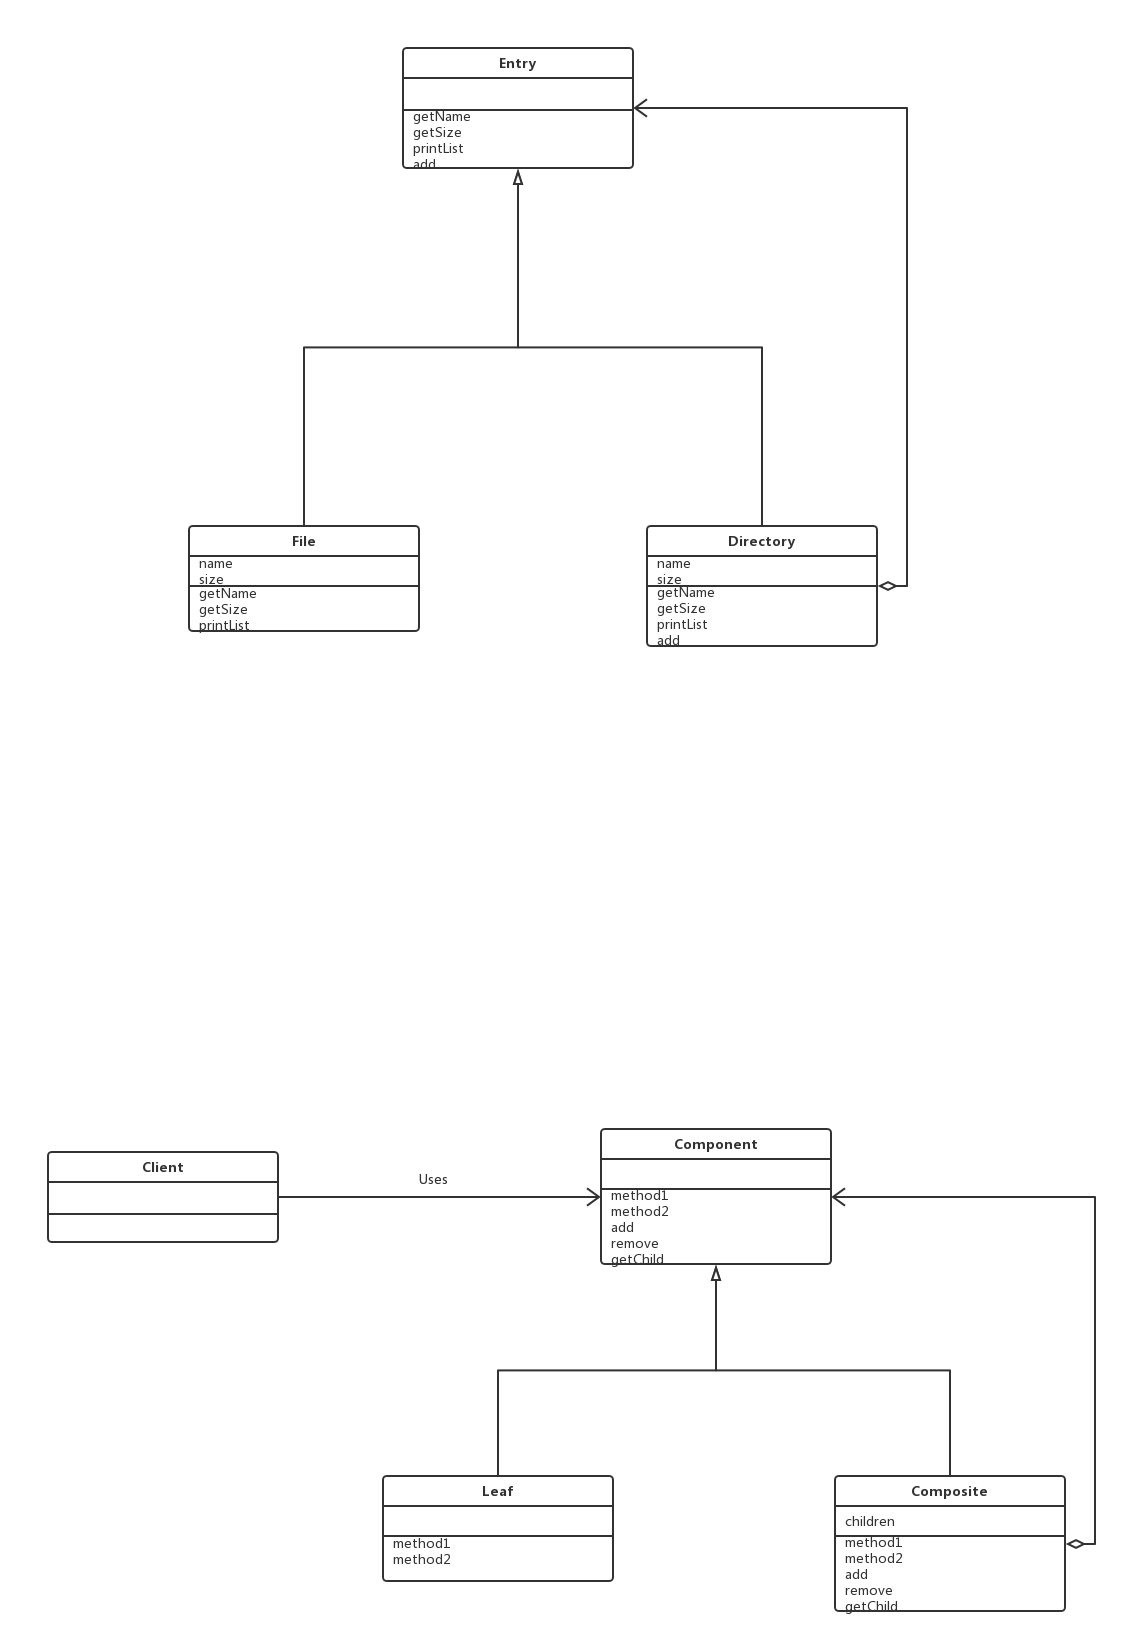 Entry
getName
getSize
printList
add
File
name
size
getName
getSize
printList
Directory
name
size
getName
getSize
printList
add
Client
Uses
Component
method1
method2
add
remove
getChild
Leaf
method1
method2
Composite
children
method1
method2
add
remove
getChild